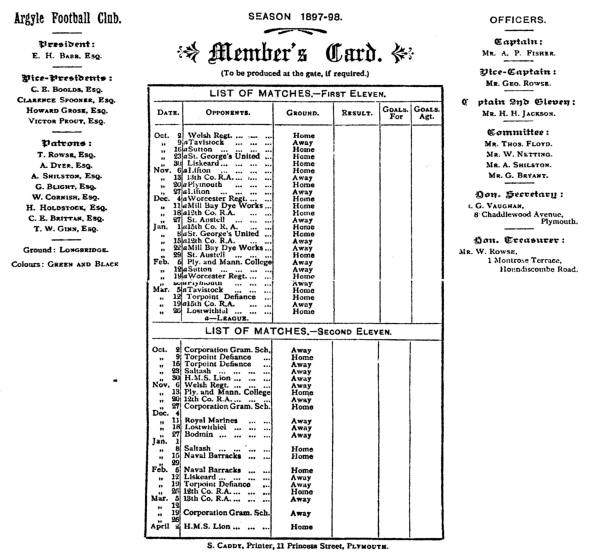 Argyle Football Club.
President:
E. H. Babb, Esq.
Vice-Presidents:
C. E. Boolds, Esq.
Clarence Spooner, Esq.
Howard Grose, Esq.
Victor Prout, Esq.
Patrons:
T. Rowse, Esq.
A. Dyer, Esq.
A. Shilston, Esq.
G. Blight, Esq.
W. Cornish, Esq.
H. Holdstock, Esq.
C. E. Brittan, Esq.
T. W. Ginn, Esq.
Ground: Longbridge.
Colours: Green and Black
SEASON 1897-98.
Member's Card.
(To be produced at the gate, if required.)
LIST OF MATCHES.—First Eleven.
Date. Opponents. Ground. Result. Goals. For Goals. Agt.
Oct. 2 Welsh Regt. ... ... ... Home
„ 9 aTavistock ... ... ... Away
„ 16 aSutton ... ... ... Home
„ 23 aSt. George's United ... Home
„ 30 Liskeard ... ... ... Home
Nov. 6 aLifton ... ... ... Home
„ 13 13th Co. R.A. ... ... Away
„ 20 aPlymouth ... ... Home
„ 27 aLifton ... ... ... Away
Dec. 4 aWorcester Regt. ... ... Home
„ 11 aMill Bay Dye Works ... Home
„ 18 a12th Co. R.A. ... ... Home
„ 27 St. Austell ... ... Away
Jan. 1 a15th Co. R.A. ... ... Home
„ 8 aSt. George's United ... Home
„ 15 a12th Co. R.A. ... ... Away
„ 22 aMill Bay Dye Works ... Away
„ 29 St. Austell ... ... Home
Feb. 5 Ply. and Mann. College Away
„ 12 aSutton ... ... ... Away
„ 19 aWorcester Regt. ... ... Home
aPlymouth ... ... Away
Mar. 5 aTavistock ... ... Home
„ 12 Torpoint Defiance ... Home
„ 19 a15th Co. R.A. ... Away
„ 26 Lostwithiel ... ... Home
a—League.
LIST OF MATCHES.—Second Eleven.
Oct. 2 Corporation Gram. Sch. Away
„ 9 Torpoint Defiance ... Home
„ 16 Torpoint Defiance ... Away
„ 23 Saltash ... ... ... Away
„ 30 H.M.S. Lion ... ... ... Home
Nov. 6 Welsh Regt. ... ... ... Away
„ 13 Ply. and Mann. College Home
„ 20 12th Co. R.A. ... ... Away
„ 27 Corporation Gram. Sch. Home
Dec. 4
„ 11 Royal Marines ... ... Away
„ 18 Lostwithiel ... ... ... Away
„ 27 Bodmin ... ... ... Away
Jan. 1
„ 8 Saltash ... ... ... Home
„ 15 Naval Barracks ... ... Home
„ 29
Feb. 5 Naval Barracks ... ... Home
„ 12 Liskeard ... ... ... Away
„ 19 Torpoint Defiance ... Away
„ 26 12th Co. R.A. ... ... Home
Mar. 5 13th Co. R.A. ... ... Away
„ 12
„ 19 Corporation Gram. Sch. Away
„ 26
April 2 H.M.S. Lion ... ... ... Home
S. Caddy, Printer, 11 Princess Street, Plymouth.
OFFICERS.
Captain:
Mr. A. P. Fisher.
Vice-Captain:
Mr. Geo. Rowse.
C ptain 2nd Eleven:
Mr. H. H. Jackson.
Committee:
Mr. Thos. Floyd.
Mr. W. Netting.
Mr. A. Shilston.
Mr. G. Bryant.
Hon. Secretary:
G. Vaughan,
8 Chaddlewood Avenue,
Plymouth.
Hon. Treasurer:
Mr. W. Rowse,
1 Montrose Terrace,
Houndiscombe Road.